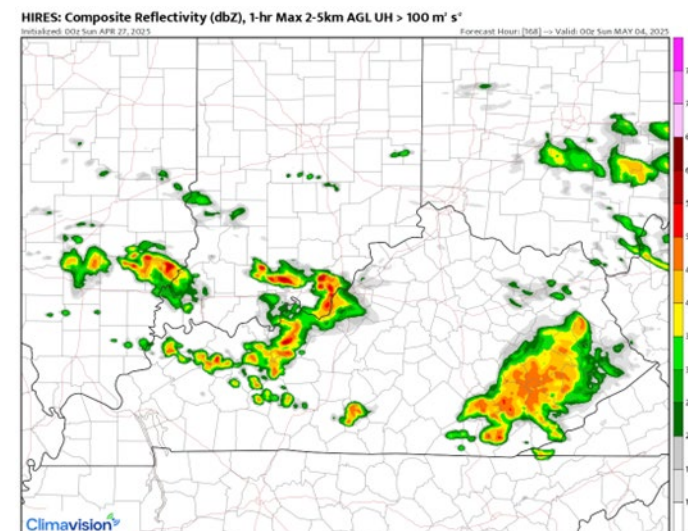 HIRES: Composite Reflectivity (dbZ), 1-hr Max 2-5km AGL UH > 100 m² s²
Initialized: 00z Sun APR 27, 2025
Forecast Hour: [168] --> Valid: 00z Sun MAY 04, 2025
Climavision